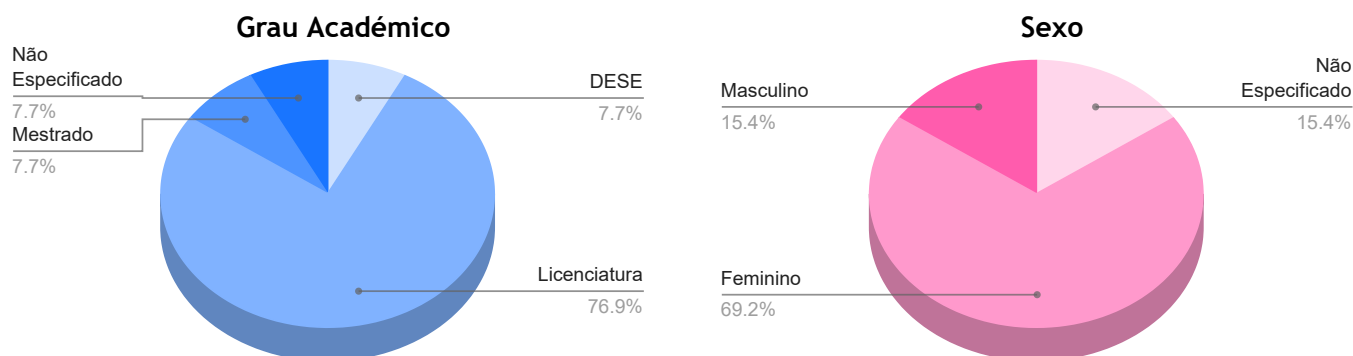 Grau Académico
Não
Especificado
7.7%
Mestrado
7.7%
DESE
7.7%
Licenciatura
76.9%
Sexo
Masculino
15.4%
Não
Especificado
15.4%
Feminino
69.2%